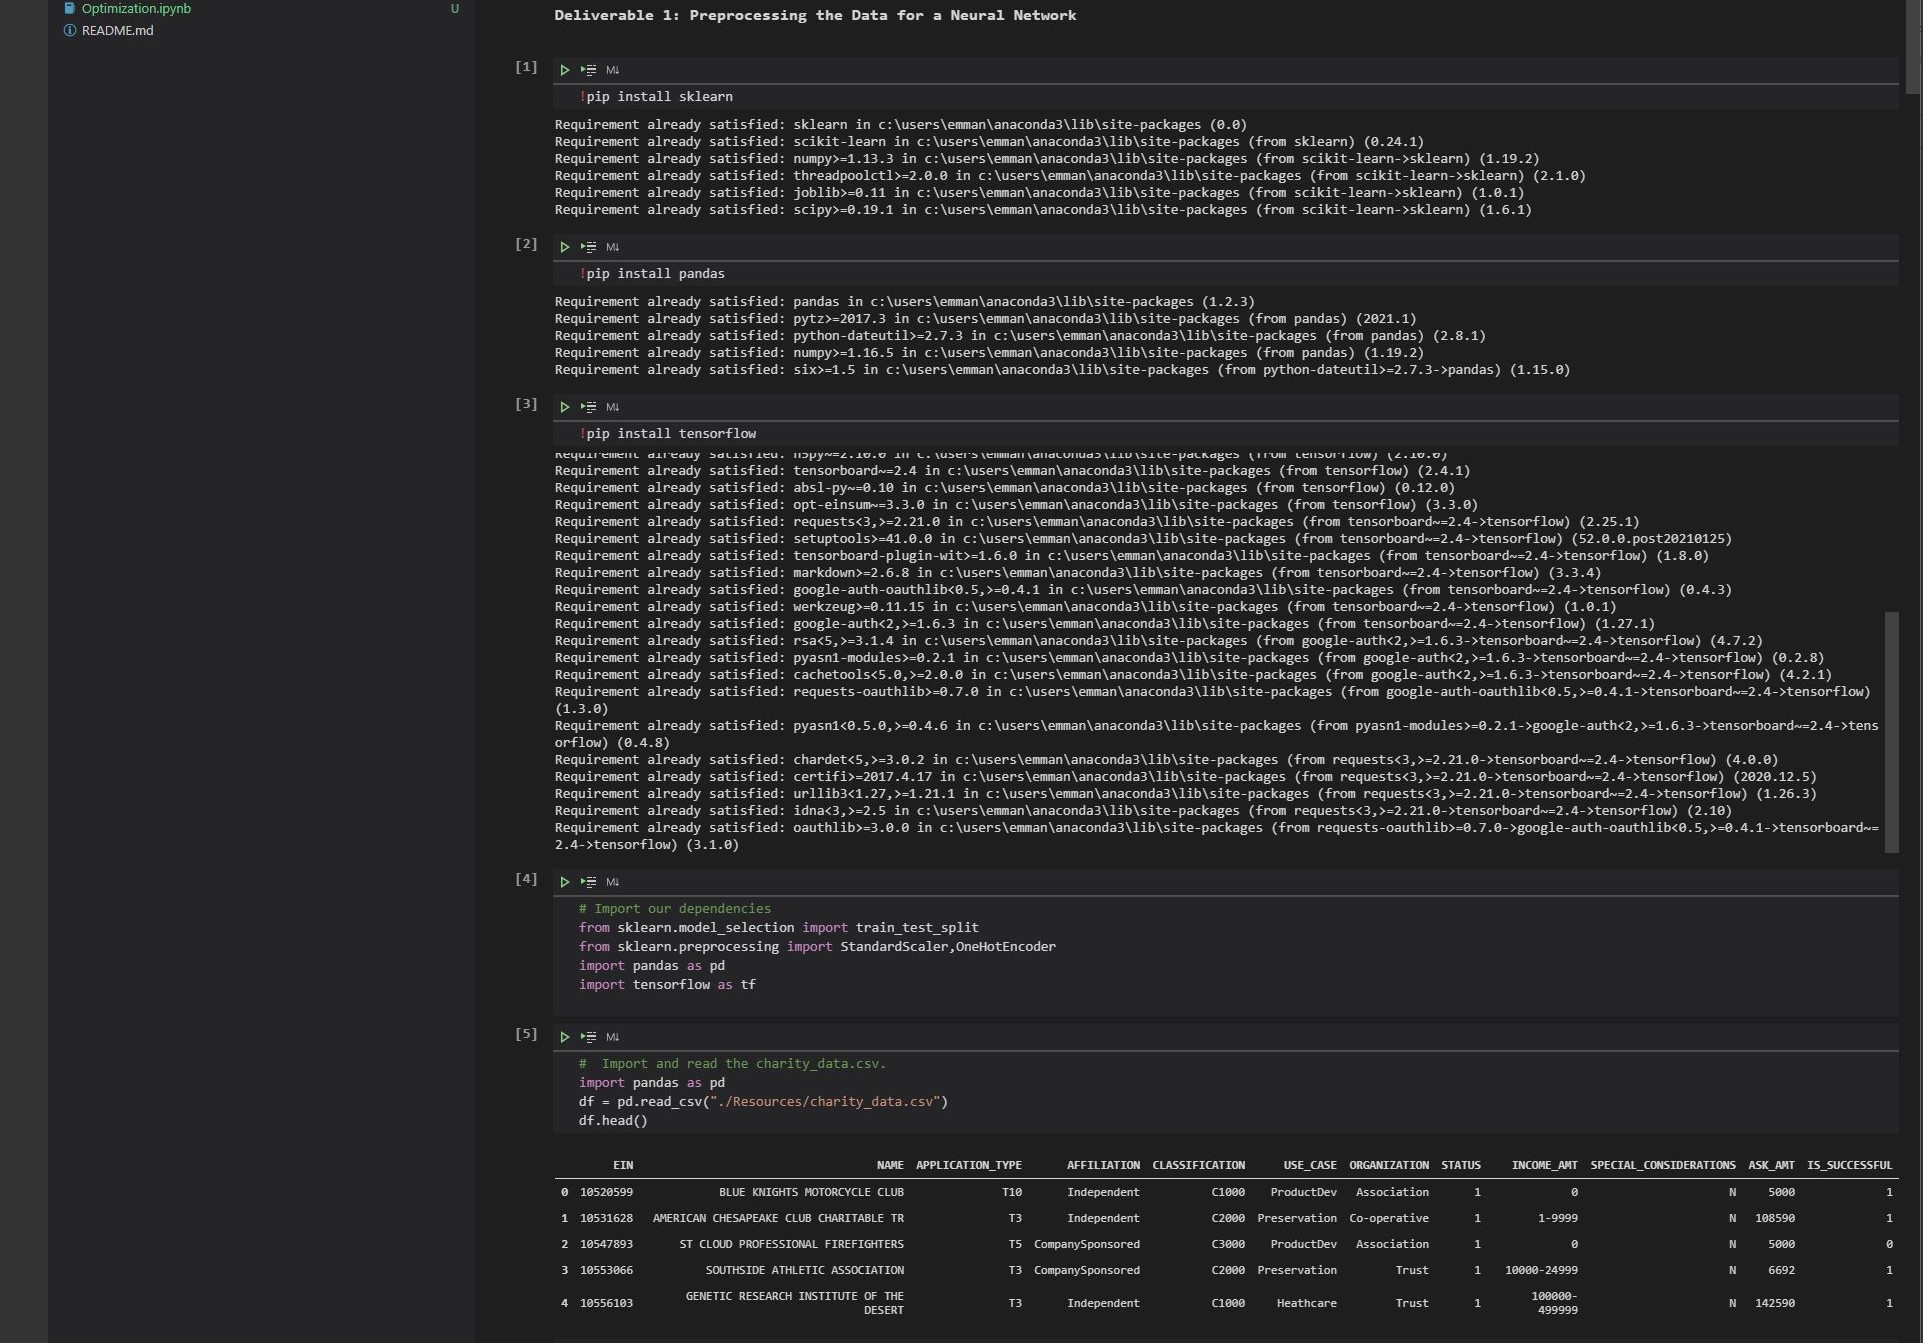 Optimization.ipynb U
README.md
Deliverable 1: Preprocessing the Data for a Neural Network
[1] M↓
!pip install sklearn
Requirement already satisfied: sklearn in c:\users\emman\anaconda3\lib\site-packages (0.0)
Requirement already satisfied: scikit-learn in c:\users\emman\anaconda3\lib\site-packages (from sklearn) (0.24.1)
Requirement already satisfied: numpy>=1.13.3 in c:\users\emman\anaconda3\lib\site-packages (from scikit-learn->sklearn) (1.19.2)
Requirement already satisfied: threadpoolctl>=2.0.0 in c:\users\emman\anaconda3\lib\site-packages (from scikit-learn->sklearn) (2.1.0)
Requirement already satisfied: joblib>=0.11 in c:\users\emman\anaconda3\lib\site-packages (from scikit-learn->sklearn) (1.0.1)
Requirement already satisfied: scipy>=0.19.1 in c:\users\emman\anaconda3\lib\site-packages (from scikit-learn->sklearn) (1.6.1)
[2] M↓
!pip install pandas
Requirement already satisfied: pandas in c:\users\emman\anaconda3\lib\site-packages (1.2.3)
Requirement already satisfied: pytz>=2017.3 in c:\users\emman\anaconda3\lib\site-packages (from pandas) (2021.1)
Requirement already satisfied: python-dateutil>=2.7.3 in c:\users\emman\anaconda3\lib\site-packages (from pandas) (2.8.1)
Requirement already satisfied: numpy>=1.16.5 in c:\users\emman\anaconda3\lib\site-packages (from pandas) (1.19.2)
Requirement already satisfied: six>=1.5 in c:\users\emman\anaconda3\lib\site-packages (from python-dateutil>=2.7.3->pandas) (1.15.0)
[3] M↓
!pip install tensorflow
Requirement already satisfied: h5py~=2.10.0 in c:\users\emman\anaconda3\lib\site-packages (from tensorflow) (2.10.0)
Requirement already satisfied: tensorboard~=2.4 in c:\users\emman\anaconda3\lib\site-packages (from tensorflow) (2.4.1)
Requirement already satisfied: absl-py~=0.10 in c:\users\emman\anaconda3\lib\site-packages (from tensorflow) (0.12.0)
Requirement already satisfied: opt-einsum~=3.3.0 in c:\users\emman\anaconda3\lib\site-packages (from tensorflow) (3.3.0)
Requirement already satisfied: requests<3,>=2.21.0 in c:\users\emman\anaconda3\lib\site-packages (from tensorboard~=2.4->tensorflow) (2.25.1)
Requirement already satisfied: setuptools>=41.0.0 in c:\users\emman\anaconda3\lib\site-packages (from tensorboard~=2.4->tensorflow) (52.0.0.post20210125)
Requirement already satisfied: tensorboard-plugin-wit>=1.6.0 in c:\users\emman\anaconda3\lib\site-packages (from tensorboard~=2.4->tensorflow) (1.8.0)
Requirement already satisfied: markdown>=2.6.8 in c:\users\emman\anaconda3\lib\site-packages (from tensorboard~=2.4->tensorflow) (3.3.4)
Requirement already satisfied: google-auth-oauthlib<0.5,>=0.4.1 in c:\users\emman\anaconda3\lib\site-packages (from tensorboard~=2.4->tensorflow) (0.4.3)
Requirement already satisfied: werkzeug>=0.11.15 in c:\users\emman\anaconda3\lib\site-packages (from tensorboard~=2.4->tensorflow) (1.0.1)
Requirement already satisfied: google-auth<2,>=1.6.3 in c:\users\emman\anaconda3\lib\site-packages (from tensorboard~=2.4->tensorflow) (1.27.1)
Requirement already satisfied: rsa<5,>=3.1.4 in c:\users\emman\anaconda3\lib\site-packages (from google-auth<2,>=1.6.3->tensorboard~=2.4->tensorflow) (4.7.2)
Requirement already satisfied: pyasn1-modules>=0.2.1 in c:\users\emman\anaconda3\lib\site-packages (from google-auth<2,>=1.6.3->tensorboard~=2.4->tensorflow) (0.2.8)
Requirement already satisfied: cachetools<5.0,>=2.0.0 in c:\users\emman\anaconda3\lib\site-packages (from google-auth<2,>=1.6.3->tensorboard~=2.4->tensorflow) (4.2.1)
Requirement already satisfied: requests-oauthlib>=0.7.0 in c:\users\emman\anaconda3\lib\site-packages (from google-auth-oauthlib<0.5,>=0.4.1->tensorboard~=2.4->tensorflow)
(1.3.0)
Requirement already satisfied: pyasn1<0.5.0,>=0.4.6 in c:\users\emman\anaconda3\lib\site-packages (from pyasn1-modules>=0.2.1->google-auth<2,>=1.6.3->tensorboard~=2.4->tens
orflow) (0.4.8)
Requirement already satisfied: chardet<5,>=3.0.2 in c:\users\emman\anaconda3\lib\site-packages (from requests<3,>=2.21.0->tensorboard~=2.4->tensorflow) (4.0.0)
Requirement already satisfied: certifi>=2017.4.17 in c:\users\emman\anaconda3\lib\site-packages (from requests<3,>=2.21.0->tensorboard~=2.4->tensorflow) (2020.12.5)
Requirement already satisfied: urllib3<1.27,>=1.21.1 in c:\users\emman\anaconda3\lib\site-packages (from requests<3,>=2.21.0->tensorboard~=2.4->tensorflow) (1.26.3)
Requirement already satisfied: idna<3,>=2.5 in c:\users\emman\anaconda3\lib\site-packages (from requests<3,>=2.21.0->tensorboard~=2.4->tensorflow) (2.10)
Requirement already satisfied: oauthlib>=3.0.0 in c:\users\emman\anaconda3\lib\site-packages (from requests-oauthlib>=0.7.0->google-auth-oauthlib<0.5,>=0.4.1->tensorboard~=
2.4->tensorflow) (3.1.0)
[4] M↓
# Import our dependencies
from sklearn.model_selection import train_test_split
from sklearn.preprocessing import StandardScaler,OneHotEncoder
import pandas as pd
import tensorflow as tf
[5] M↓
#  Import and read the charity_data.csv.
import pandas as pd
df = pd.read_csv("./Resources/charity_data.csv")
df.head()
EIN NAME APPLICATION_TYPE AFFILIATION CLASSIFICATION USE_CASE ORGANIZATION STATUS INCOME_AMT SPECIAL_CONSIDERATIONS ASK_AMT IS_SUCCESSFUL
0 10520599 BLUE KNIGHTS MOTORCYCLE CLUB T10 Independent C1000 ProductDev Association 1 0 N 5000 1
1 10531628 AMERICAN CHESAPEAKE CLUB CHARITABLE TR T3 Independent C2000 Preservation Co-operative 1 1-9999 N 108590 1
2 10547893 ST CLOUD PROFESSIONAL FIREFIGHTERS T5 CompanySponsored C3000 ProductDev Association 1 0 N 5000 0
3 10553066 SOUTHSIDE ATHLETIC ASSOCIATION T3 CompanySponsored C2000 Preservation Trust 1 10000-24999 N 6692 1
GENETIC RESEARCH INSTITUTE OF THE 100000-
4 10556103 T3 Independent C1000 Heathcare Trust 1 N 142590 1
DESERT 499999